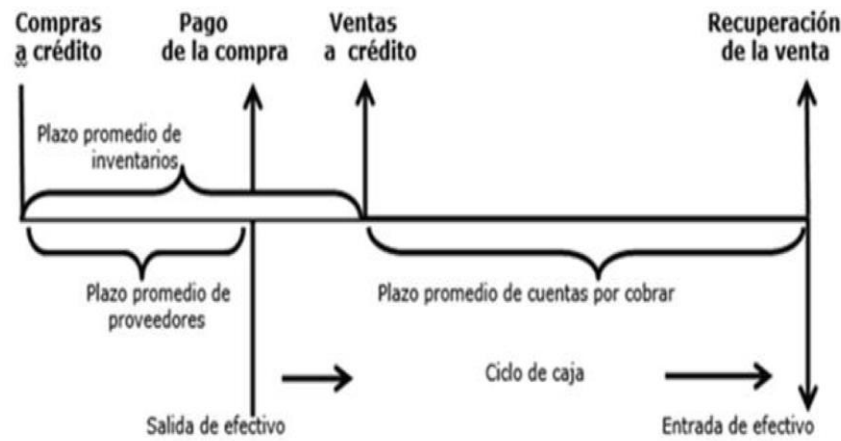 Compras
a crédito
Pago
de la compra
Ventas
a crédito
Recuperación
de la venta
Plazo promedio de
inventarios
Plazo promedio de
proveedores
Plazo promedio de cuentas por cobrar
Ciclo de caja
Salida de efectivo
Entrada de efectivo